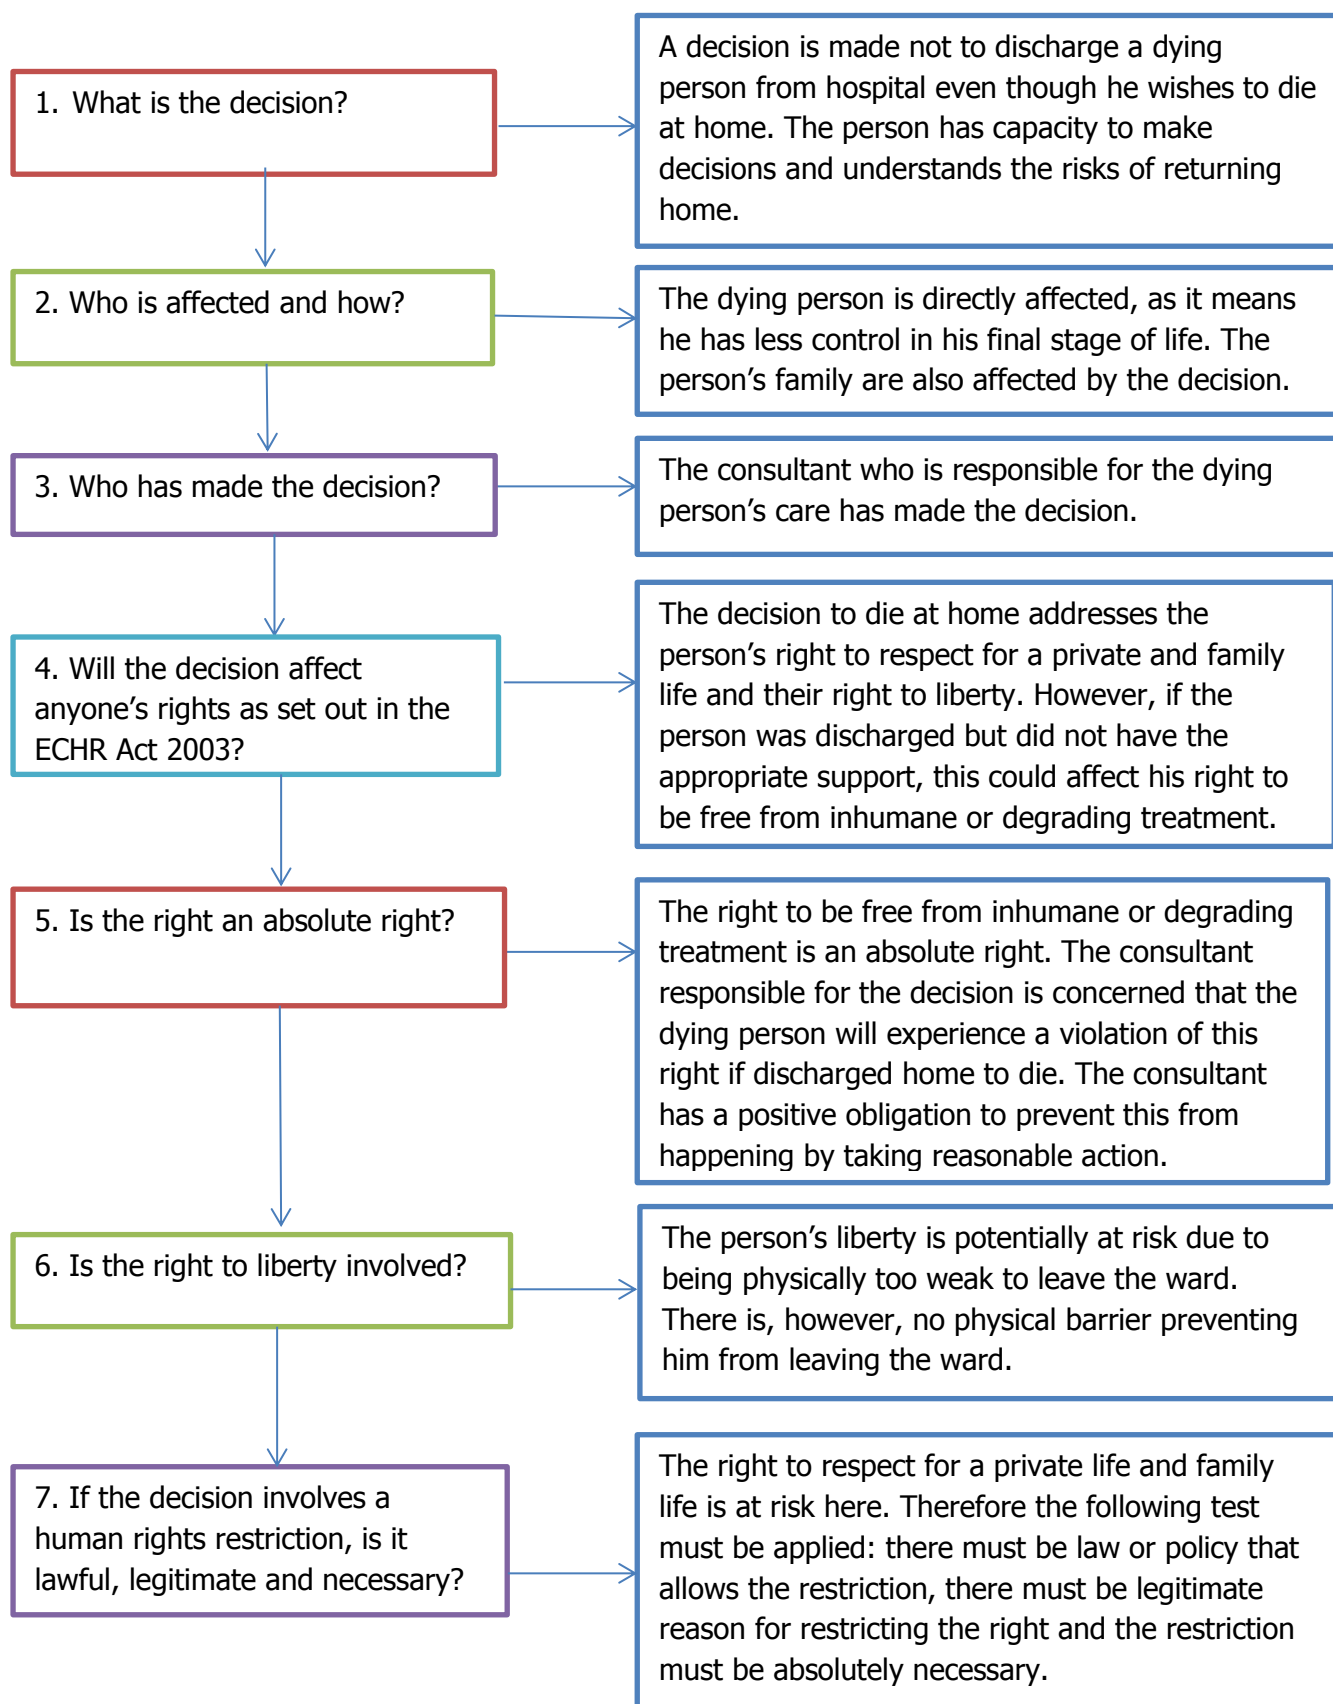 1. What is the decision?
A decision is made not to discharge a dying
person from hospital even though he wishes to die
at home. The person has capacity to make
decisions and understands the risks of returning
home.
2. Who is affected and how?
The dying person is directly affected, as it means
he has less control in his final stage of life. The
person’s family are also affected by the decision.
3. Who has made the decision?
The consultant who is responsible for the dying
person’s care has made the decision.
4. Will the decision affect
anyone’s rights as set out in the
ECHR Act 2003?
The decision to die at home addresses the
person’s right to respect for a private and family
life and their right to liberty. However, if the
person was discharged but did not have the
appropriate support, this could affect his right to
be free from inhumane or degrading treatment.
5. Is the right an absolute right?
The right to be free from inhumane or degrading
treatment is an absolute right. The consultant
responsible for the decision is concerned that the
dying person will experience a violation of this
right if discharged home to die. The consultant
has a positive obligation to prevent this from
happening by taking reasonable action.
6. Is the right to liberty involved?
The person’s liberty is potentially at risk due to
being physically too weak to leave the ward.
There is, however, no physical barrier preventing
him from leaving the ward.
7. If the decision involves a
human rights restriction, is it
lawful, legitimate and necessary?
The right to respect for a private life and family
life is at risk here. Therefore the following test
must be applied: there must be law or policy that
allows the restriction, there must be legitimate
reason for restricting the right and the restriction
must be absolutely necessary.